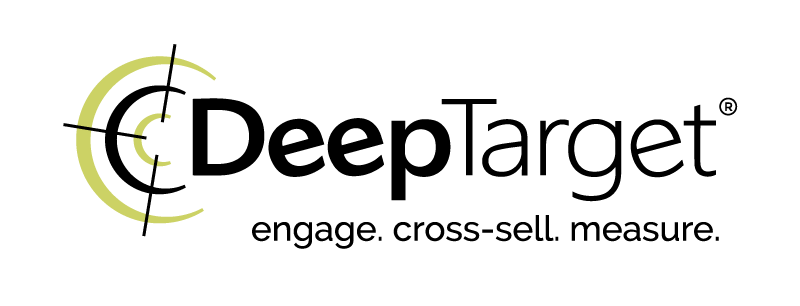 DeepTarget®
engage. cross-sell. measure.